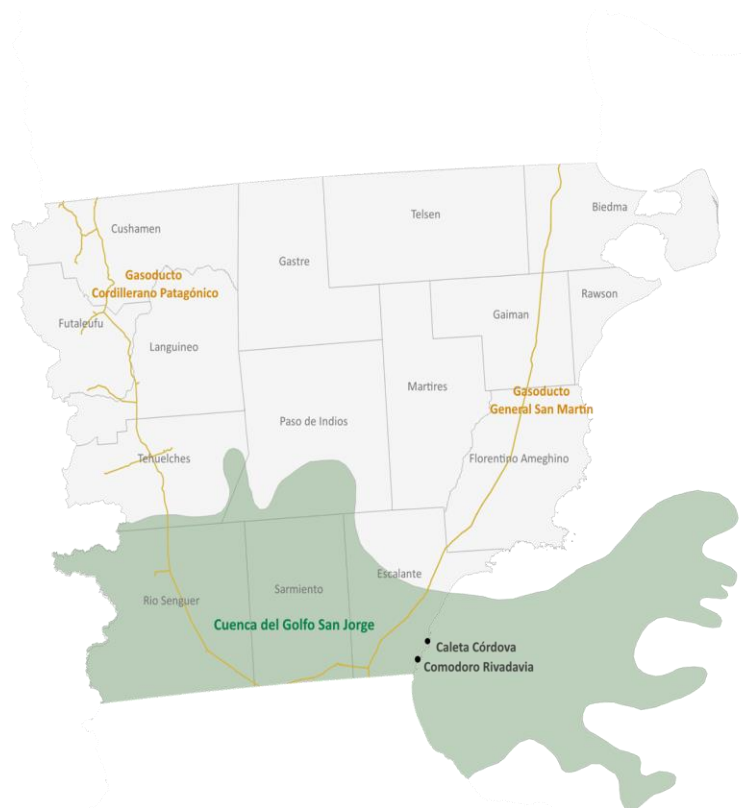 Biedma
Telsen
Cushamen
Gastre
Gasoducto
Cordillerano Patagónico
Rawson
Gaiman
Futaleufu
Languineo
Martires
Gasoducto
General San Martín
Paso de Indios
Tehuelches
Florentino Ameghino
Escalante
Sarmiento
Rio Senguer
Cuenca del Golfo San Jorge
Caleta Córdova
Comodoro Rivadavia